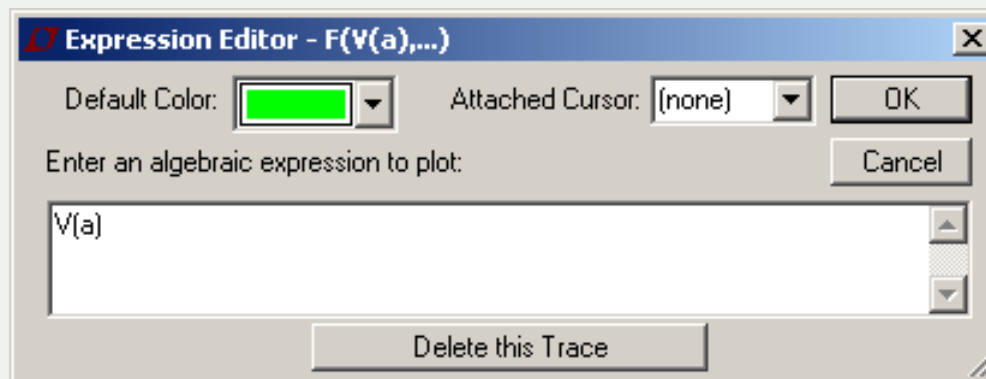 Expression Editor - F(V(a),...)
Default Color: Attached Cursor: (none) OK
Enter an algebraic expression to plot: Cancel
V(a)
Delete this Trace